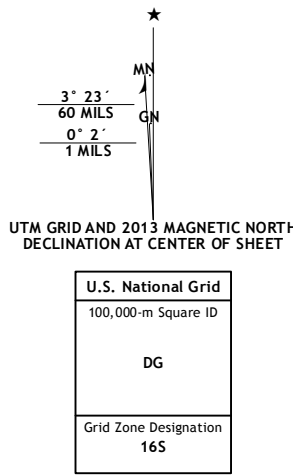 ★
MN
3° 23´
60 MILS
GN
0° 2´
1 MILS
UTM GRID AND 2013 MAGNETIC NORTH
DECLINATION AT CENTER OF SHEET
U.S. National Grid
100,000-m Square ID
DG
Grid Zone Designation
16S